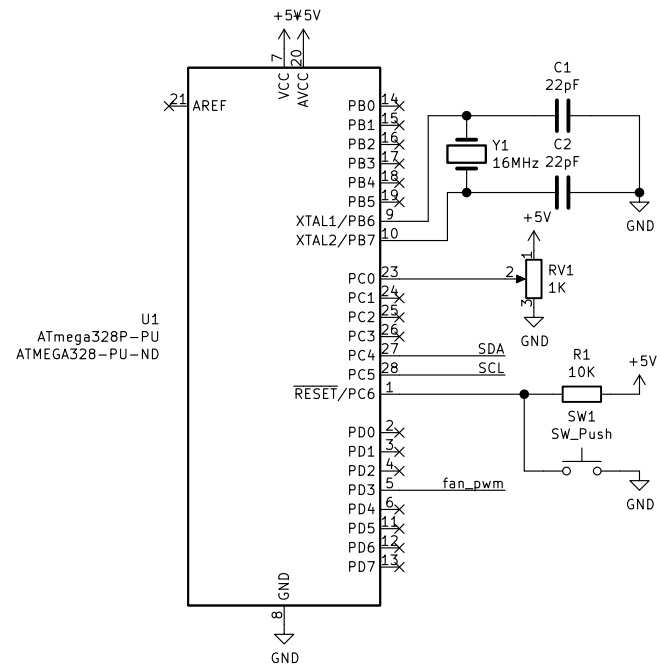 +5V +5V
7
20
VCC
AVCC
21
AREF
PB0 14
PB1 15
PB2 16
PB3 17
PB4 18
PB5 19
XTAL1/PB6 9
XTAL2/PB7 10
C1
22pF
Y1
16MHz
C2
22pF
GND
+5V
1
PC0 23
2
RV1
1K
3
GND
PC1 24
PC2 25
PC3 26
PC4 27 SDA
PC5 28 SCL
RESET/PC6 1
U1
ATmega328P-PU
ATMEGA328-PU-ND
R1
10K
+5V
SW1
SW_Push
GND
PD0 2
PD1 3
PD2 4
PD3 5 fan_pwm
PD4 6
PD5 11
PD6 12
PD7 13
GND
8
GND